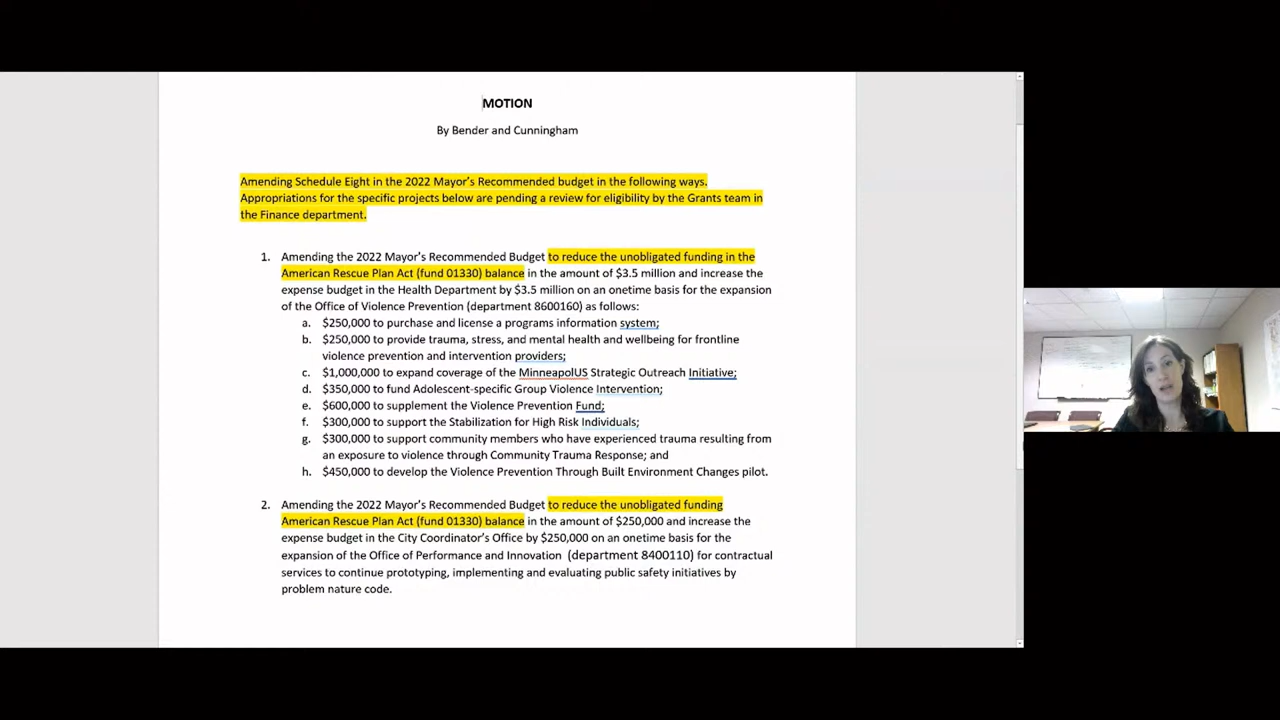 MOTION
By Bender and Cunningham
Amending Schedule Eight in the 2022 Mayor's Recommended budget in the following ways.
Appropriations for the specific projects below are pending a review for eligibility by the Grants team in
the Finance department.
1. Amending the 2022 Mayor's Recommended Budget to reduce the unobligated funding in the
American Rescue Plan Act (fund 01330) balance in the amount of $3.5 million and increase the
expense budget in the Health Department by $3.5 million on an onetime basis for the expansion
of the Office of Violence Prevention (department 8600160) as follows:
a. $250,000 to purchase and license a programs information system;
b. $250,000 to provide trauma, stress, and mental health and wellbeing for frontline
violence prevention and intervention providers;
c. $1,000,000 to expand coverage of the MinneapolUS Strategic Outreach Initiative;
d. $350,000 to fund Adolescent-specific Group Violence Intervention;
e. $600,000 to supplement the Violence Prevention Fund;
f. $300,000 to support the Stabilization for High Risk Individuals;
g. $300,000 to support community members who have experienced trauma resulting from
an exposure to violence through Community Trauma Response; and
h. $450,000 to develop the Violence Prevention Through Built Environment Changes pilot.
2. Amending the 2022 Mayor's Recommended Budget to reduce the unobligated funding
American Rescue Plan Act (fund 01330) balance in the amount of $250,000 and increase the
expense budget in the City Coordinator's Office by $250,000 on an onetime basis for the
expansion of the Office of Performance and Innovation (department 8400110) for contractual
services to continue prototyping, implementing and evaluating public safety initiatives by
problem nature code.